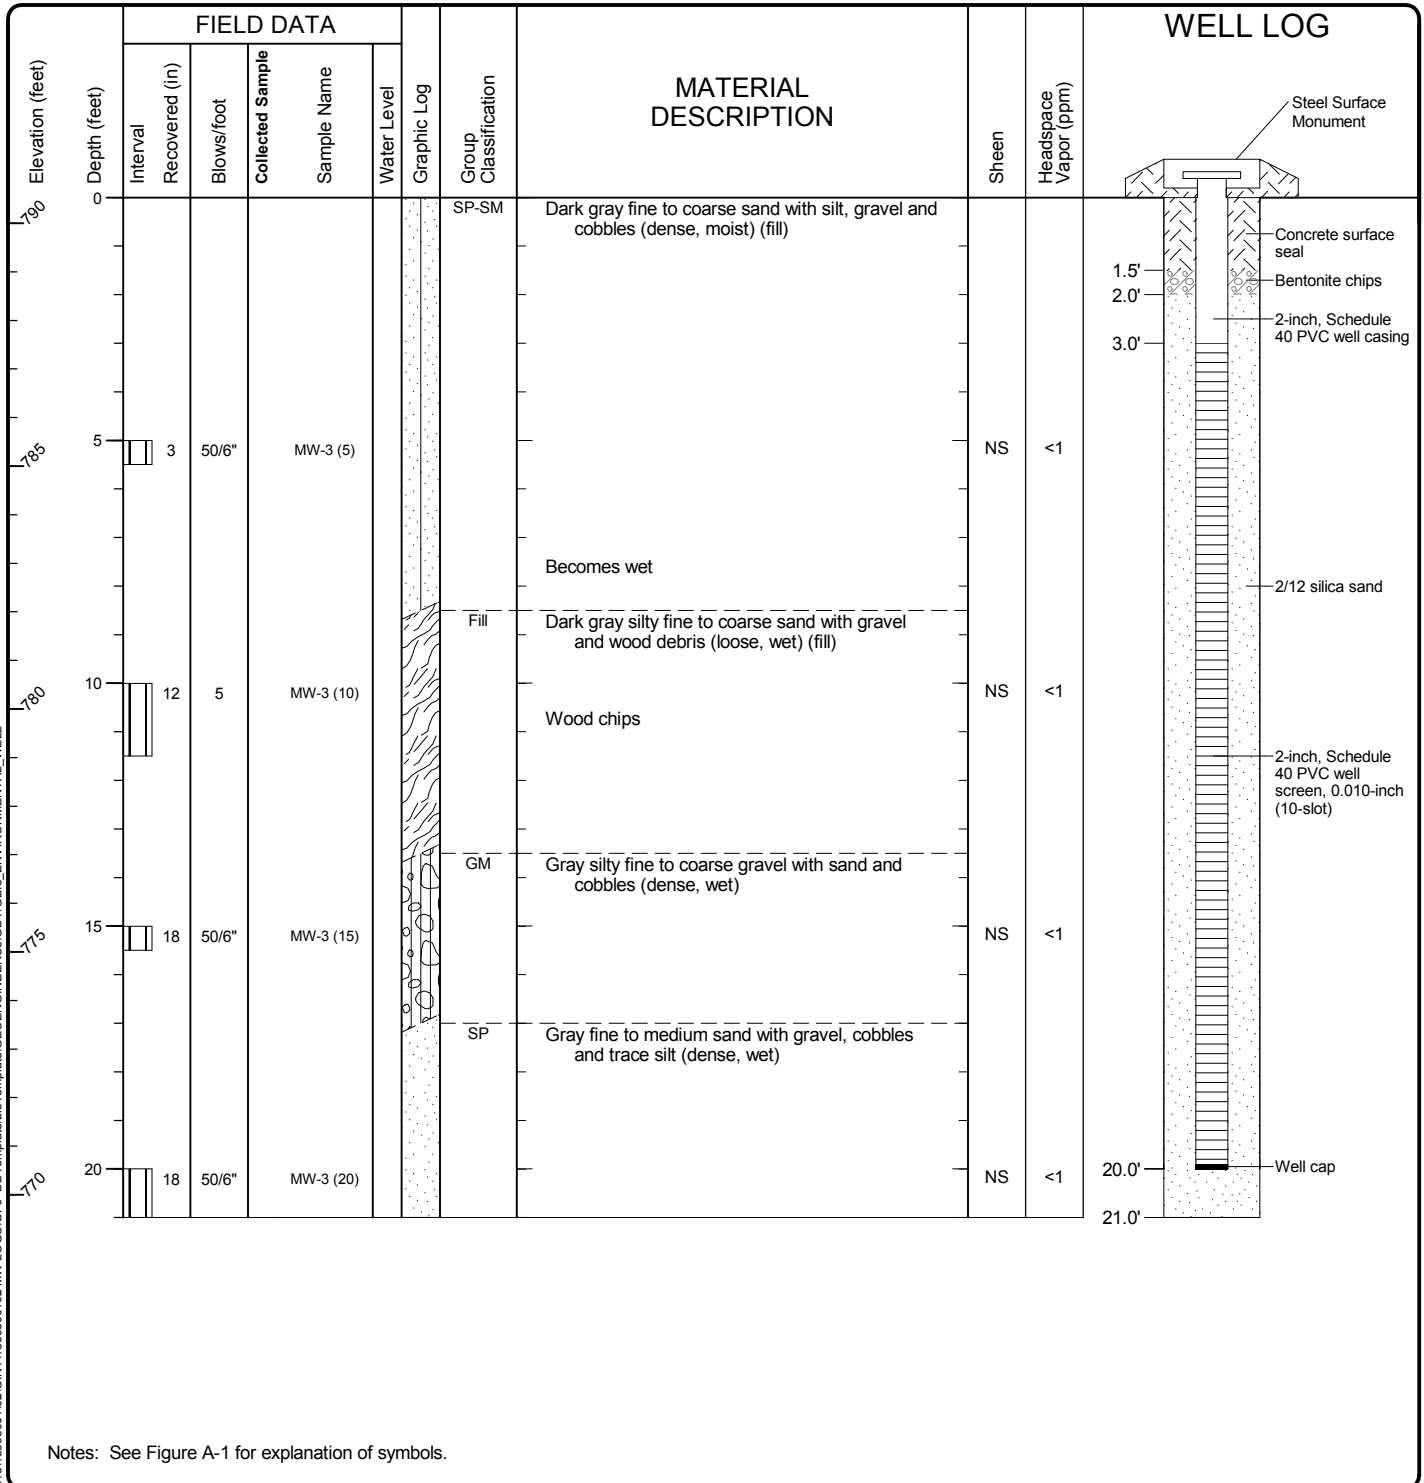 FIELD DATA
WELL LOG
Elevation (feet)
Depth (feet)
Interval
Recovered (in)
Blows/foot
Collected Sample
Sample Name
Water Level
Graphic Log
Group
Classification
MATERIAL
DESCRIPTION
Sheen
Headspace
Vapor (ppm)
Steel Surface
Monument
0
790
SP-SM
Dark gray fine to coarse sand with silt, gravel and
cobbles (dense, moist) (fill)
Concrete surface
seal
1.5'
Bentonite chips
2.0'
2-inch, Schedule
40 PVC well casing
3.0'
5
785
3
50/6"
MW-3 (5)
NS
<1
Becomes wet
2/12 silica sand
Fill
Dark gray silty fine to coarse sand with gravel
and wood debris (loose, wet) (fill)
10
780
12
5
MW-3 (10)
NS
<1
Wood chips
2-inch, Schedule
40 PVC well
screen, 0.010-inch
(10-slot)
GM
Gray silty fine to coarse gravel with sand and
cobbles (dense, wet)
15
775
18
50/6"
MW-3 (15)
NS
<1
SP
Gray fine to medium sand with gravel, cobbles
and trace silt (dense, wet)
20
770
18
50/6"
MW-3 (20)
NS
<1
20.0'
Well cap
21.0'
Notes: See Figure A-1 for explanation of symbols.